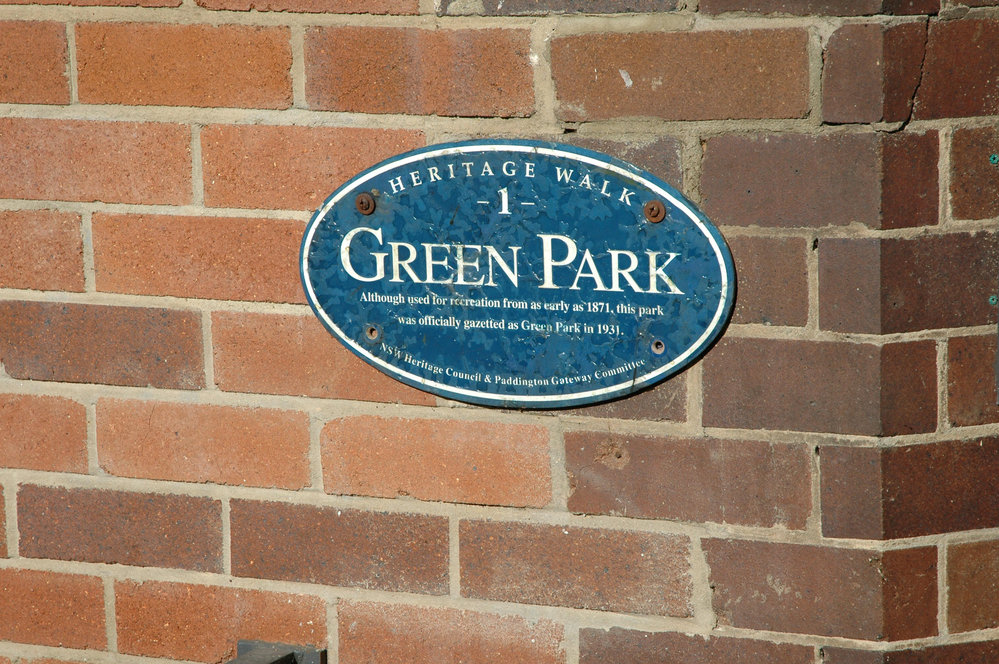 HERITAGE WALK
-1-
GREEN PARK
Although used for recreation from as early as 1871, this park
was officially gazetted as Green Park in 1931.
NSW Heritage Council & Paddington Gateway Committee